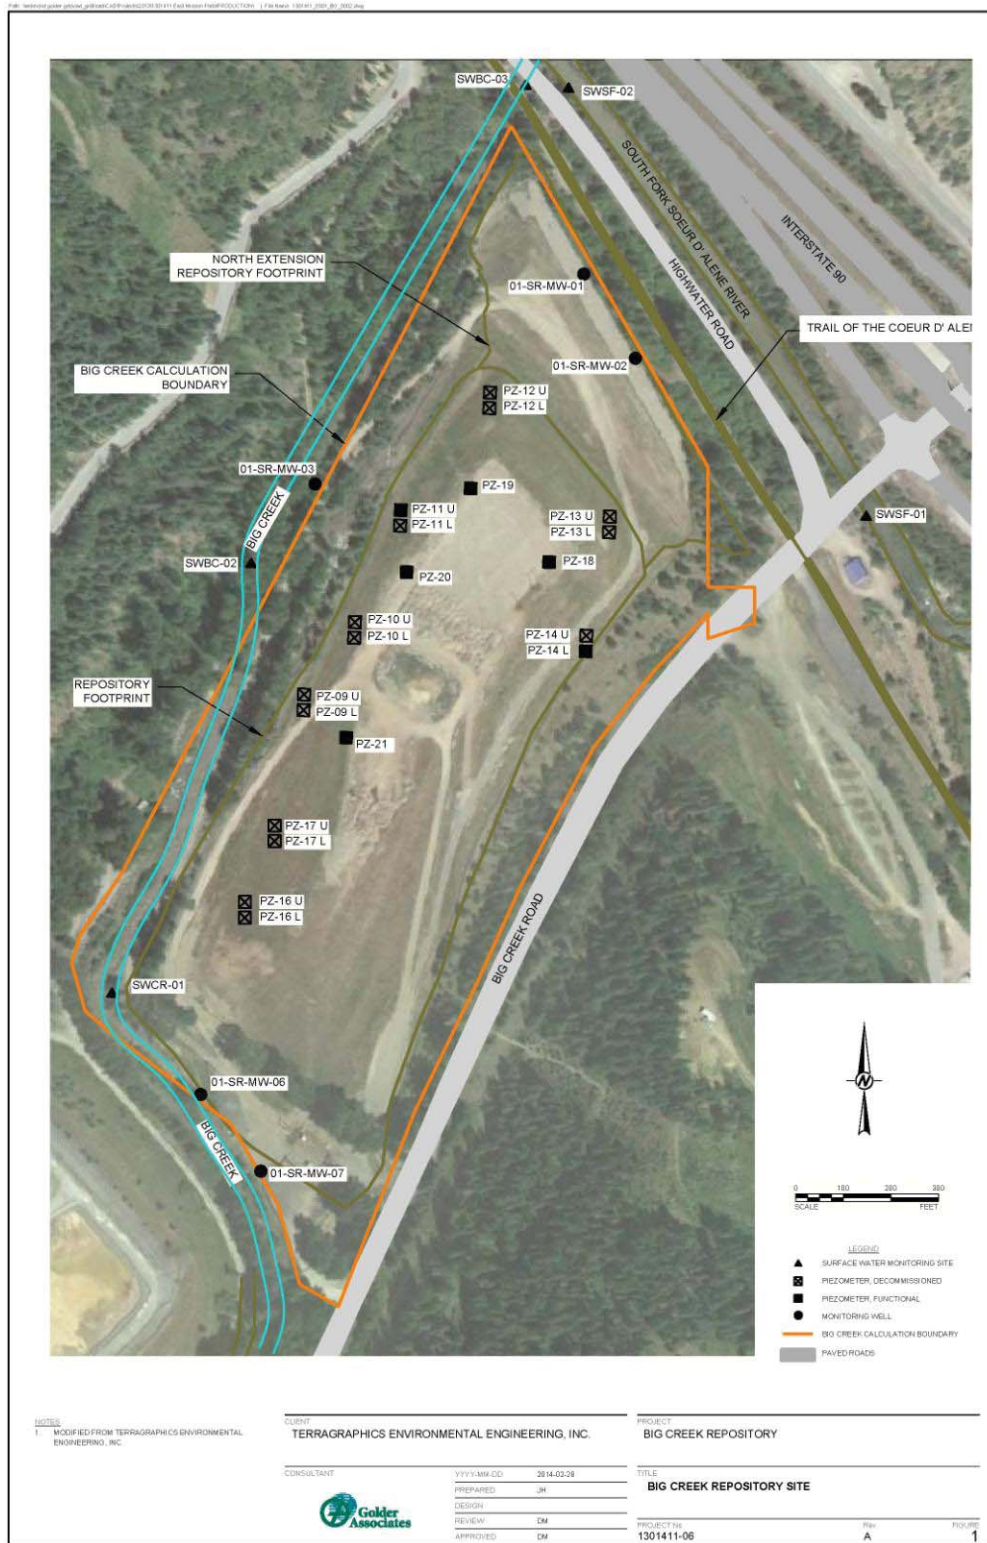 SWBC-03
SWSF-02
SOUTH FORK SOEUR D' ALENE RIVER
INTERSTATE 90
HIGHWATER ROAD
NORTH EXTENSION
REPOSITORY FOOTPRINT
01-SR-MW-01
TRAIL OF THE COEUR D' ALEN
BIG CREEK CALCULATION
BOUNDARY
01-SR-MW-02
PZ-12 U
PZ-12 L
01-SR-MW-03
PZ-19
BIG CREEK
PZ-11 U
PZ-11 L
PZ-13 U
PZ-13 L
SWSF-01
SWBC-02
PZ-20
PZ-18
PZ-10 U
PZ-10 L
PZ-14 U
PZ-14 L
REPOSITORY
FOOTPRINT
PZ-09 U
PZ-09 L
PZ-21
PZ-17 U
PZ-17 L
PZ-16 U
PZ-16 L
BIG CREEK ROAD
SWCR-01
01-SR-MW-06
BIG CREEK
01-SR-MW-07
N
0 100 200 300
SCALE FEET
LEGEND
SURFACE WATER MONITORING SITE
PIEZOMETER, DECOMMISSIONED
PIEZOMETER, FUNCTIONAL
MONITORING WELL
BIG CREEK CALCULATION BOUNDARY
PAVED ROADS
NOTES
1. MODIFIED FROM TERRAGRAPHICS ENVIRONMENTAL
ENGINEERING, INC.
CLIENT
TERRAGRAPHICS ENVIRONMENTAL ENGINEERING, INC.
PROJECT
BIG CREEK REPOSITORY
CONSULTANT
Golder
Associates
YYYY-MM-DD 2014-02-28
PREPARED JH
DESIGN
REVIEW DM
APPROVED DM
TITLE
BIG CREEK REPOSITORY SITE
PROJECT No. Rev. FIGURE
1301411-06 A 1